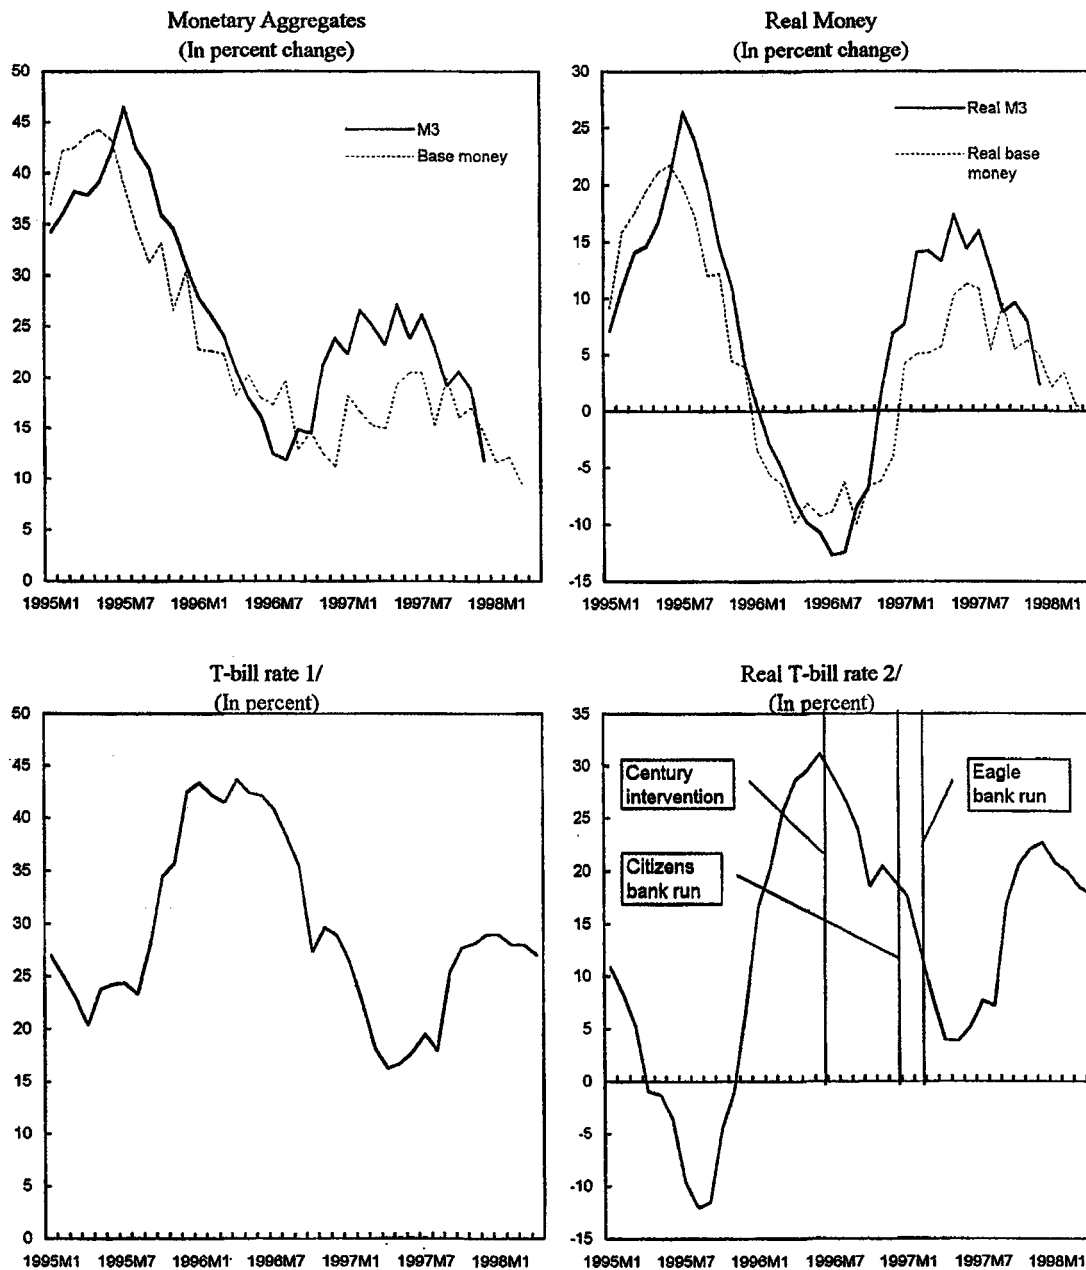 Monetary Aggregates
(In percent change)
50
45
40
35
30
25
20
15
10
5
0
M3
Base money
1995M1 1995M7 1996M1 1996M7 1997M1 1997M7 1998M1
Real Money
(In percent change)
30
25
20
15
10
5
0
-5
-10
-15
Real M3
Real base
money
1995M1 1995M7 1996M1 1996M7 1997M1 1997M7 1998M1
T-bill rate 1/
(In percent)
50
45
40
35
30
25
20
15
10
5
0
1995M1 1995M7 1996M1 1996M7 1997M1 1997M7 1998M1
Real T-bill rate 2/
(In percent)
35
30
25
20
15
10
5
0
-5
-10
-15
Century
intervention
Citizens
bank run
Eagle
bank run
1995M1 1995M7 1996M1 1996M7 1997M1 1997M7 1998M1